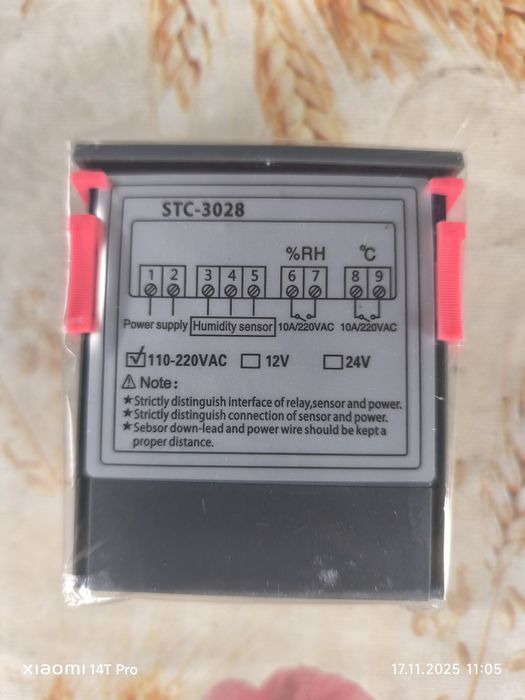 STC-3028
%RH ℃
1 2 3 4 5 6 7 8 9
Power supply Humidity sensor 10A/220VAC 10A/220VAC
☑110-220VAC ☐ 12V ☐24V
⚠ Note:
★Strictly distinguish interface of relay,sensor and power.
★Strictly distinguish connection of sensor and power.
★Sebsor down-lead and power wire should be kept a
proper distance.
XIAOMI 14T Pro 17.11.2025 11:05